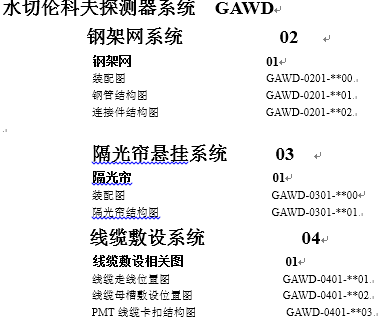 水切伦科夫探测器系统 GAWD
钢架网系统 02
钢架网 01
装配图 GAWD-0201-**00
钢管结构图 GAWD-0201-**01
连接件结构图 GAWD-0201-**02
隔光帘悬挂系统 03
隔光帘 01
装配图 GAWD-0301-**00
隔光帘结构图 GAWD-0301-**01
线缆敷设系统 04
线缆敷设相关图 01
线缆走线位置图 GAWD-0401-**01
线缆母槽敷设位置图 GAWD-0401-**02
PMT 线缆卡扣结构图 GAWD-0401-**03